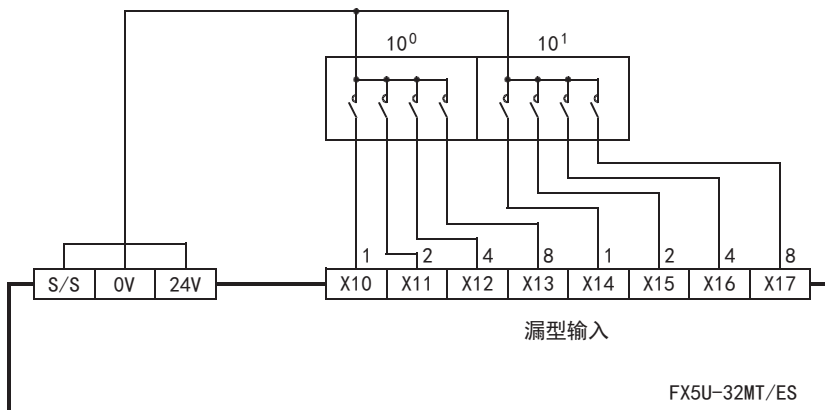 10⁰ 10¹
1 2 4 8 1 2 4 8
S/S 0V 24V X10 X11 X12 X13 X14 X15 X16 X17
漏型输入
FX5U-32MT/ES